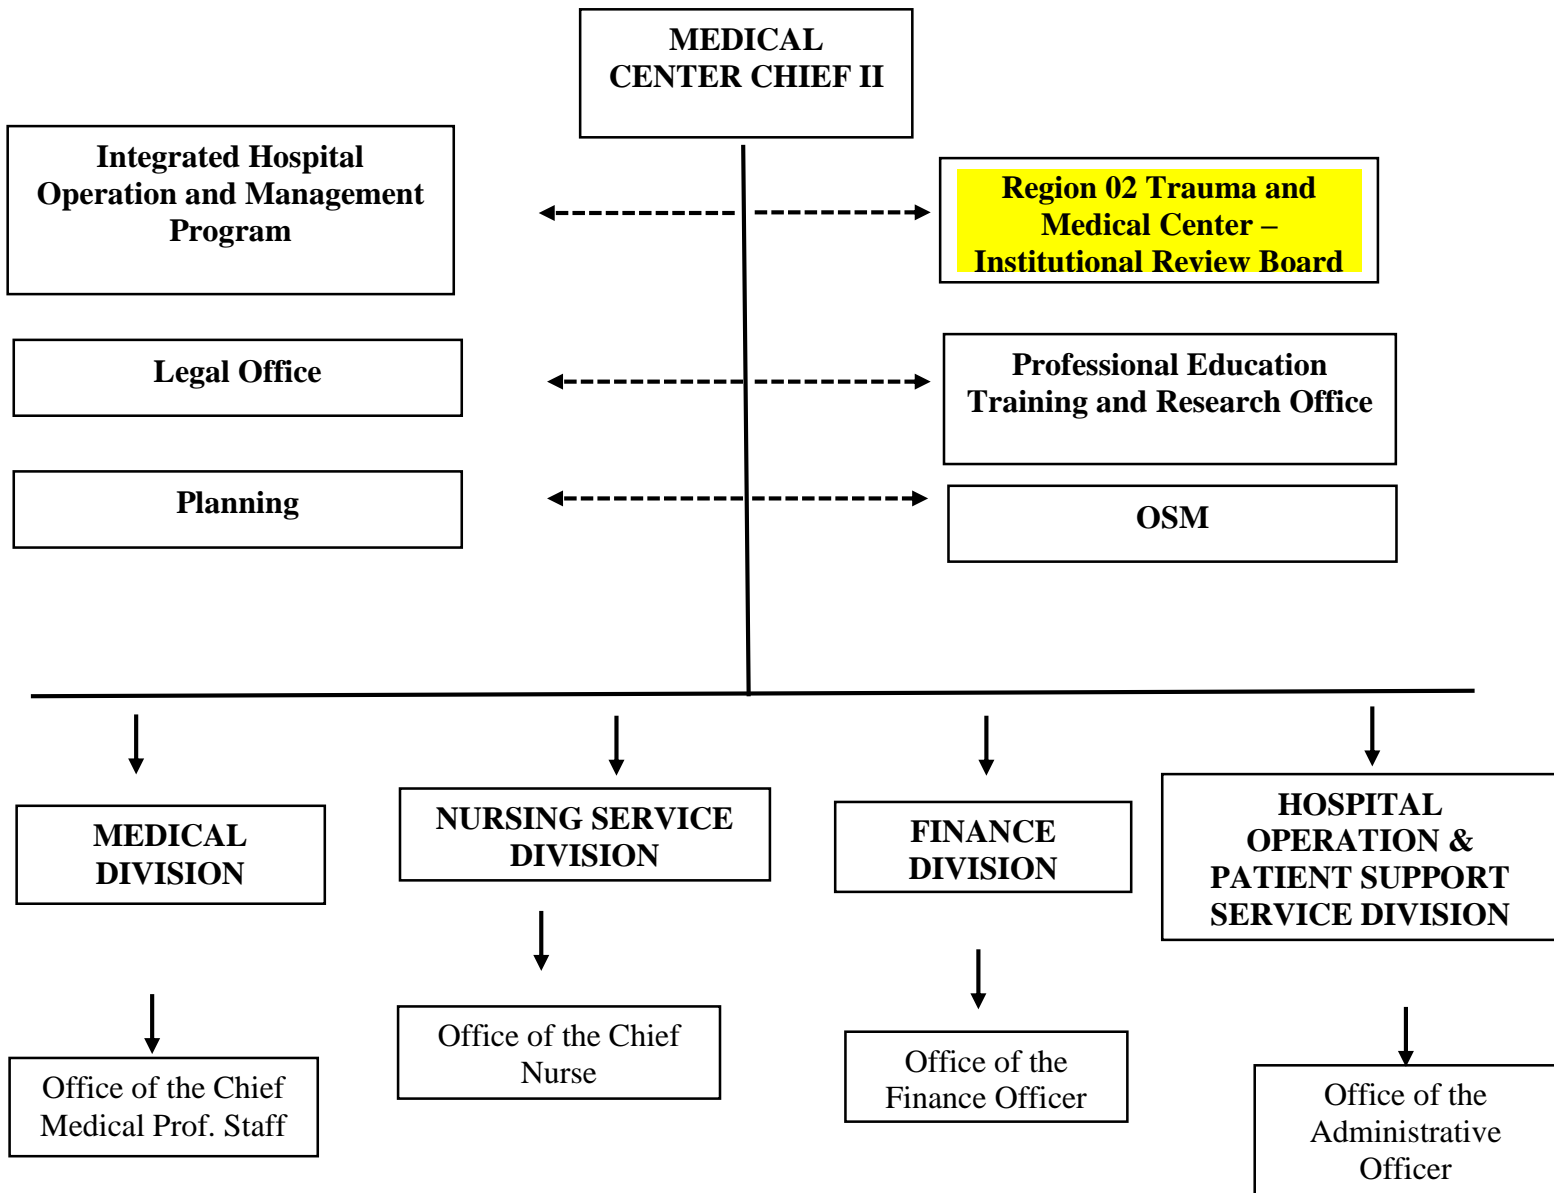 MEDICAL
CENTER CHIEF II
Integrated Hospital
Operation and Management
Program
Region 02 Trauma and
Medical Center –
Institutional Review Board
Legal Office
Professional Education
Training and Research Office
Planning
OSM
MEDICAL
DIVISION
NURSING SERVICE
DIVISION
FINANCE
DIVISION
HOSPITAL
OPERATION &
PATIENT SUPPORT
SERVICE DIVISION
Office of the Chief
Medical Prof. Staff
Office of the Chief
Nurse
Office of the
Finance Officer
Office of the
Administrative
Officer